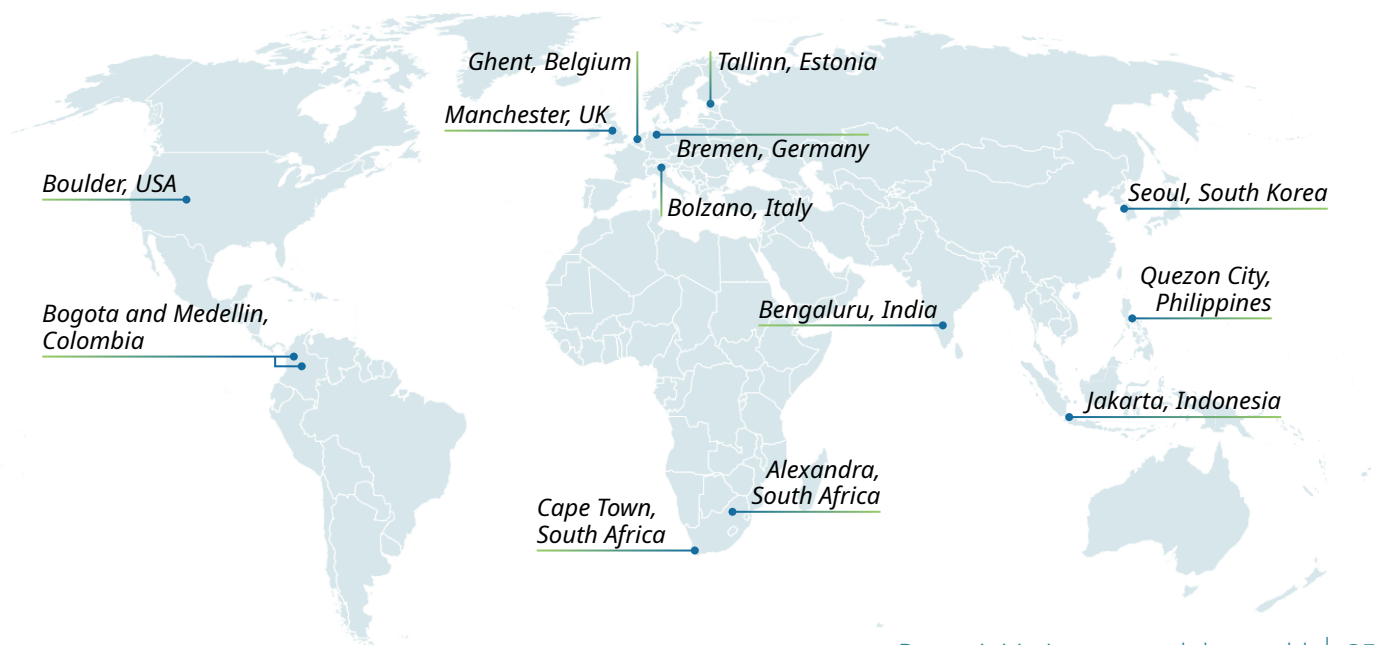 Ghent, Belgium
Tallinn, Estonia
Manchester, UK
Bremen, Germany
Boulder, USA
Seoul, South Korea
Bolzano, Italy
Quezon City,
Philippines
Bogota and Medellin,
Colombia
Bengaluru, India
Jakarta, Indonesia
Alexandra,
South Africa
Cape Town,
South Africa